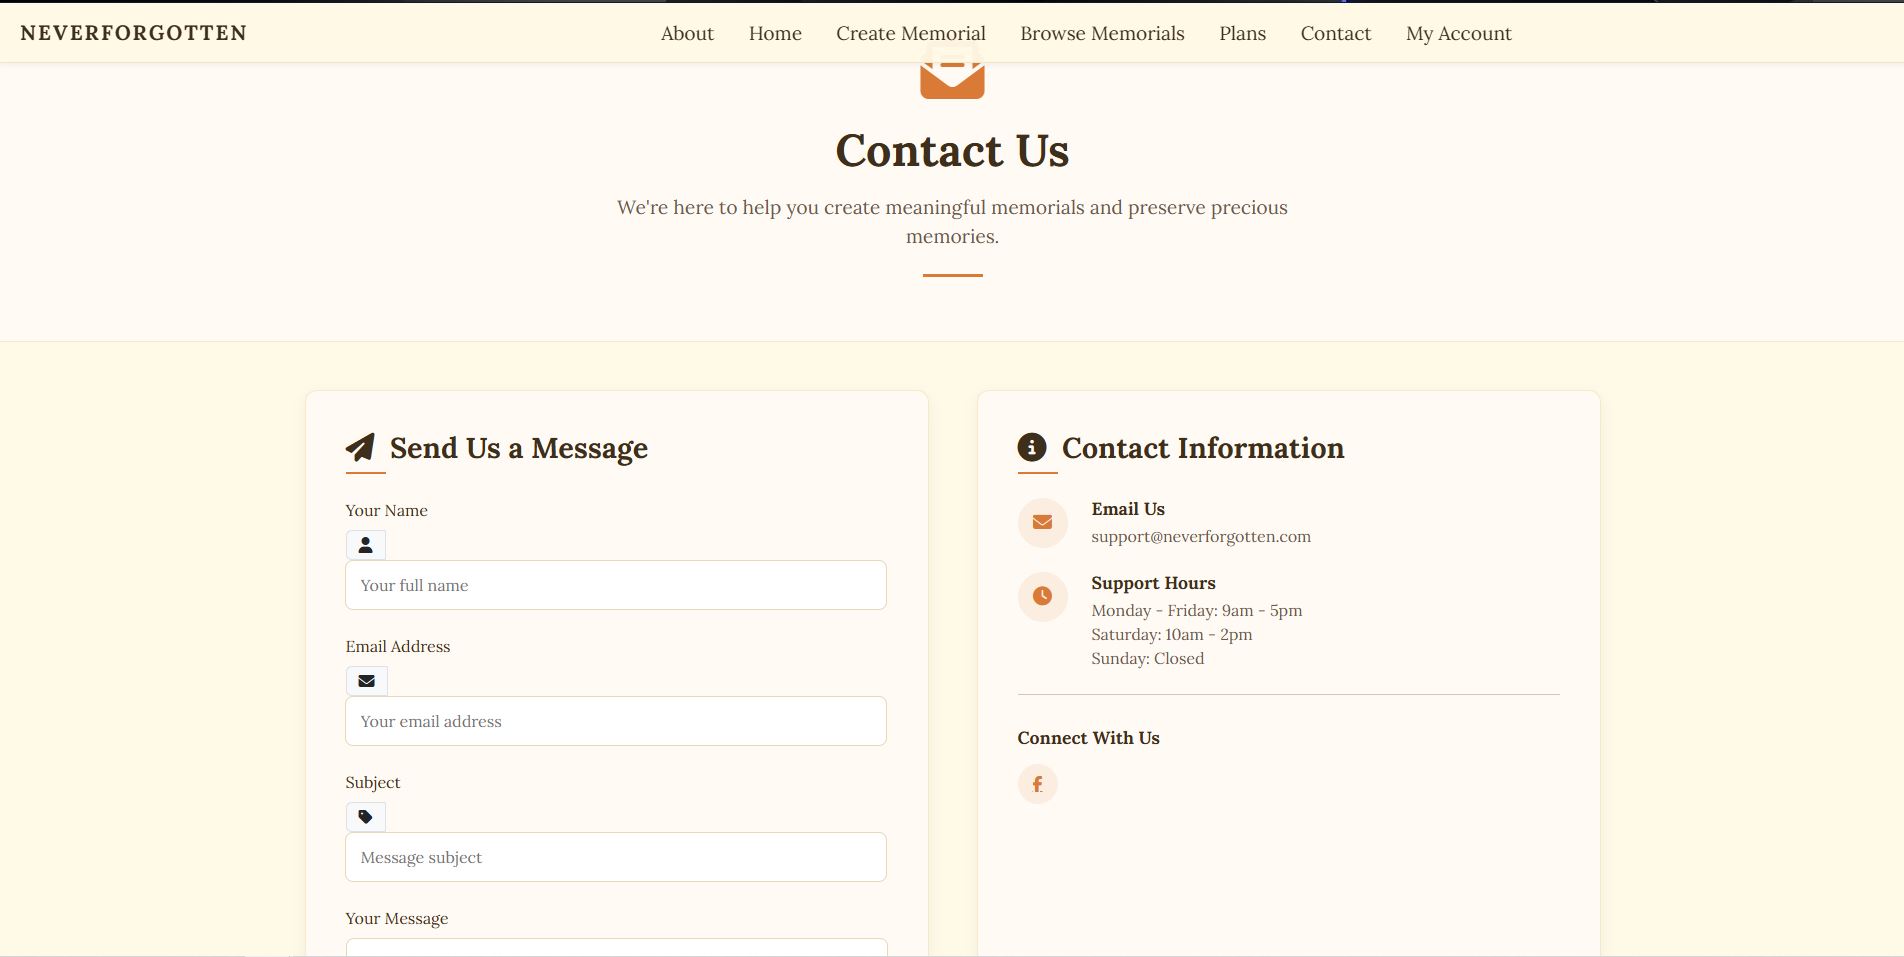 NEVERFORGOTTEN
About Home Create Memorial Browse Memorials Plans Contact My Account
Contact Us
We're here to help you create meaningful memorials and preserve precious
memories.
Send Us a Message
Your Name
Your full name
Email Address
Your email address
Subject
Message subject
Your Message
Contact Information
Email Us
support@neverforgotten.com
Support Hours
Monday - Friday: 9am - 5pm
Saturday: 10am - 2pm
Sunday: Closed
Connect With Us